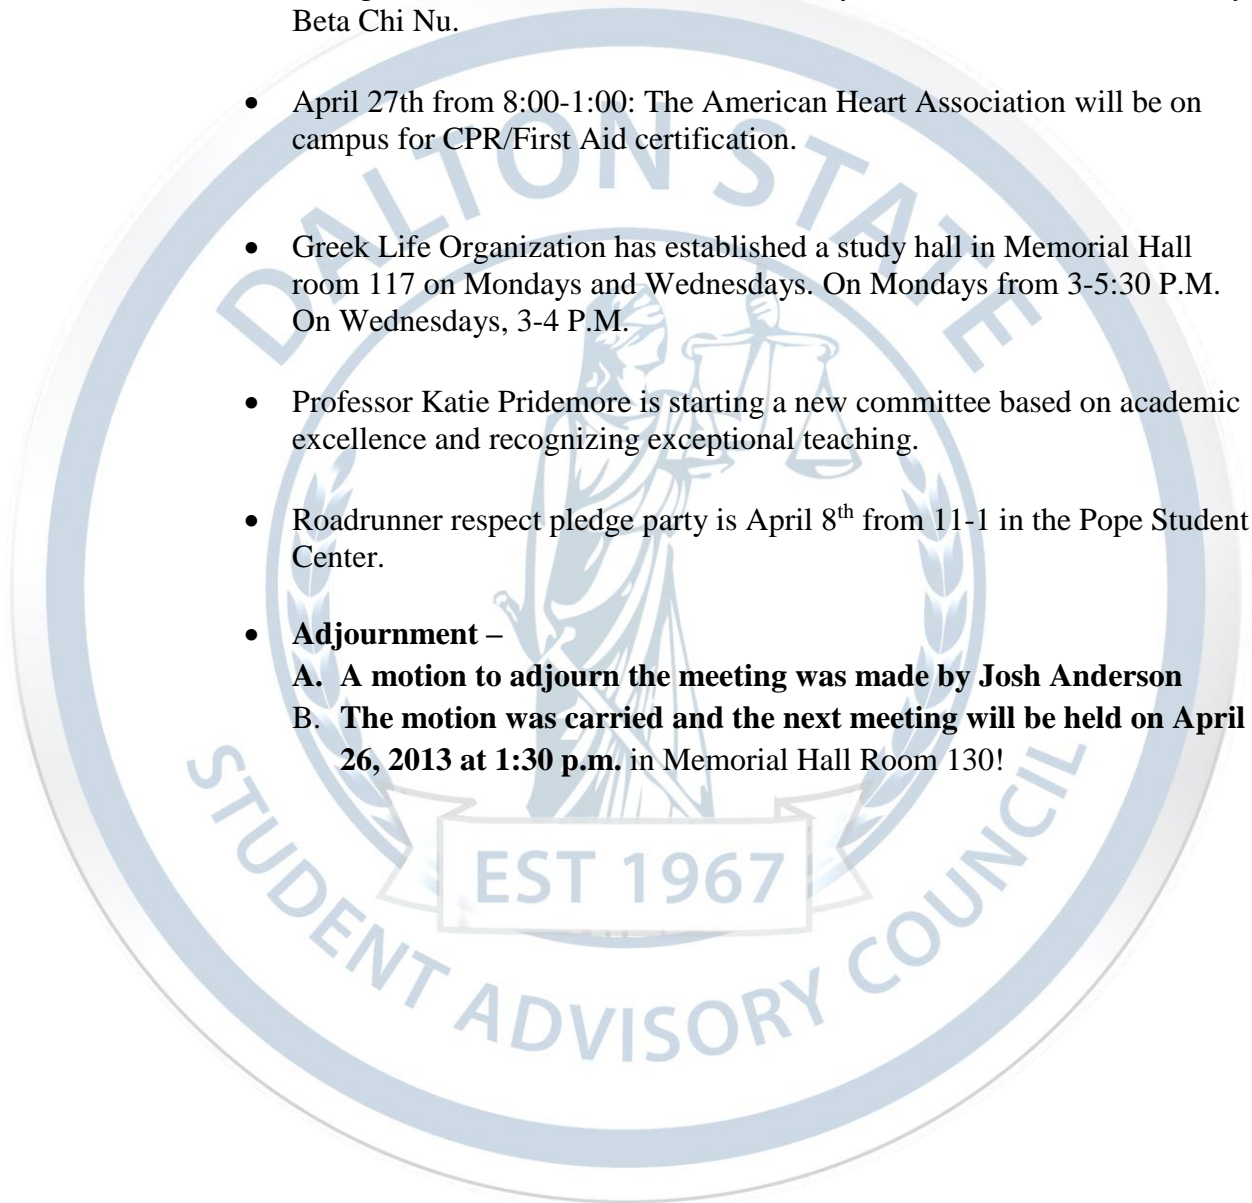 Beta Chi Nu.
• April 27th from 8:00-1:00: The American Heart Association will be on
campus for CPR/First Aid certification.
• Greek Life Organization has established a study hall in Memorial Hall
room 117 on Mondays and Wednesdays. On Mondays from 3-5:30 P.M.
On Wednesdays, 3-4 P.M.
• Professor Katie Pridemore is starting a new committee based on academic
excellence and recognizing exceptional teaching.
• Roadrunner respect pledge party is April 8th from 11-1 in the Pope Student
Center.
• Adjournment –
A. A motion to adjourn the meeting was made by Josh Anderson
B. The motion was carried and the next meeting will be held on April
26, 2013 at 1:30 p.m. in Memorial Hall Room 130!
DALTON STATE
EST 1967
STUDENT ADVISORY COUNCIL